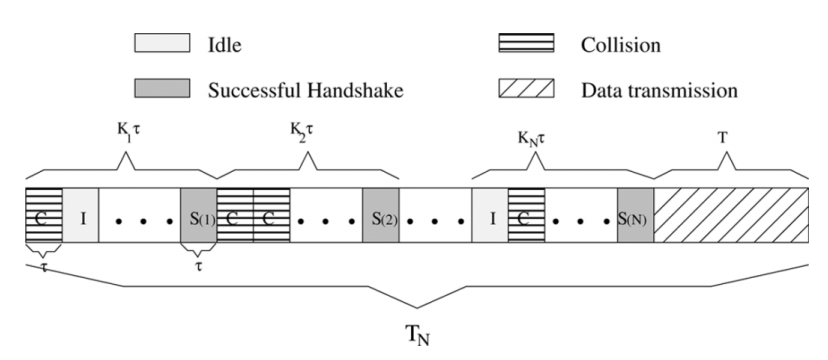 Idle
Collision
Successful Handshake
Data transmission
K1τ
K2τ
KNτ
T
C
I
• • •
S(1)
C
C
• • •
S(2)
• • •
I
C
• • •
S(N)
τ
τ
TN